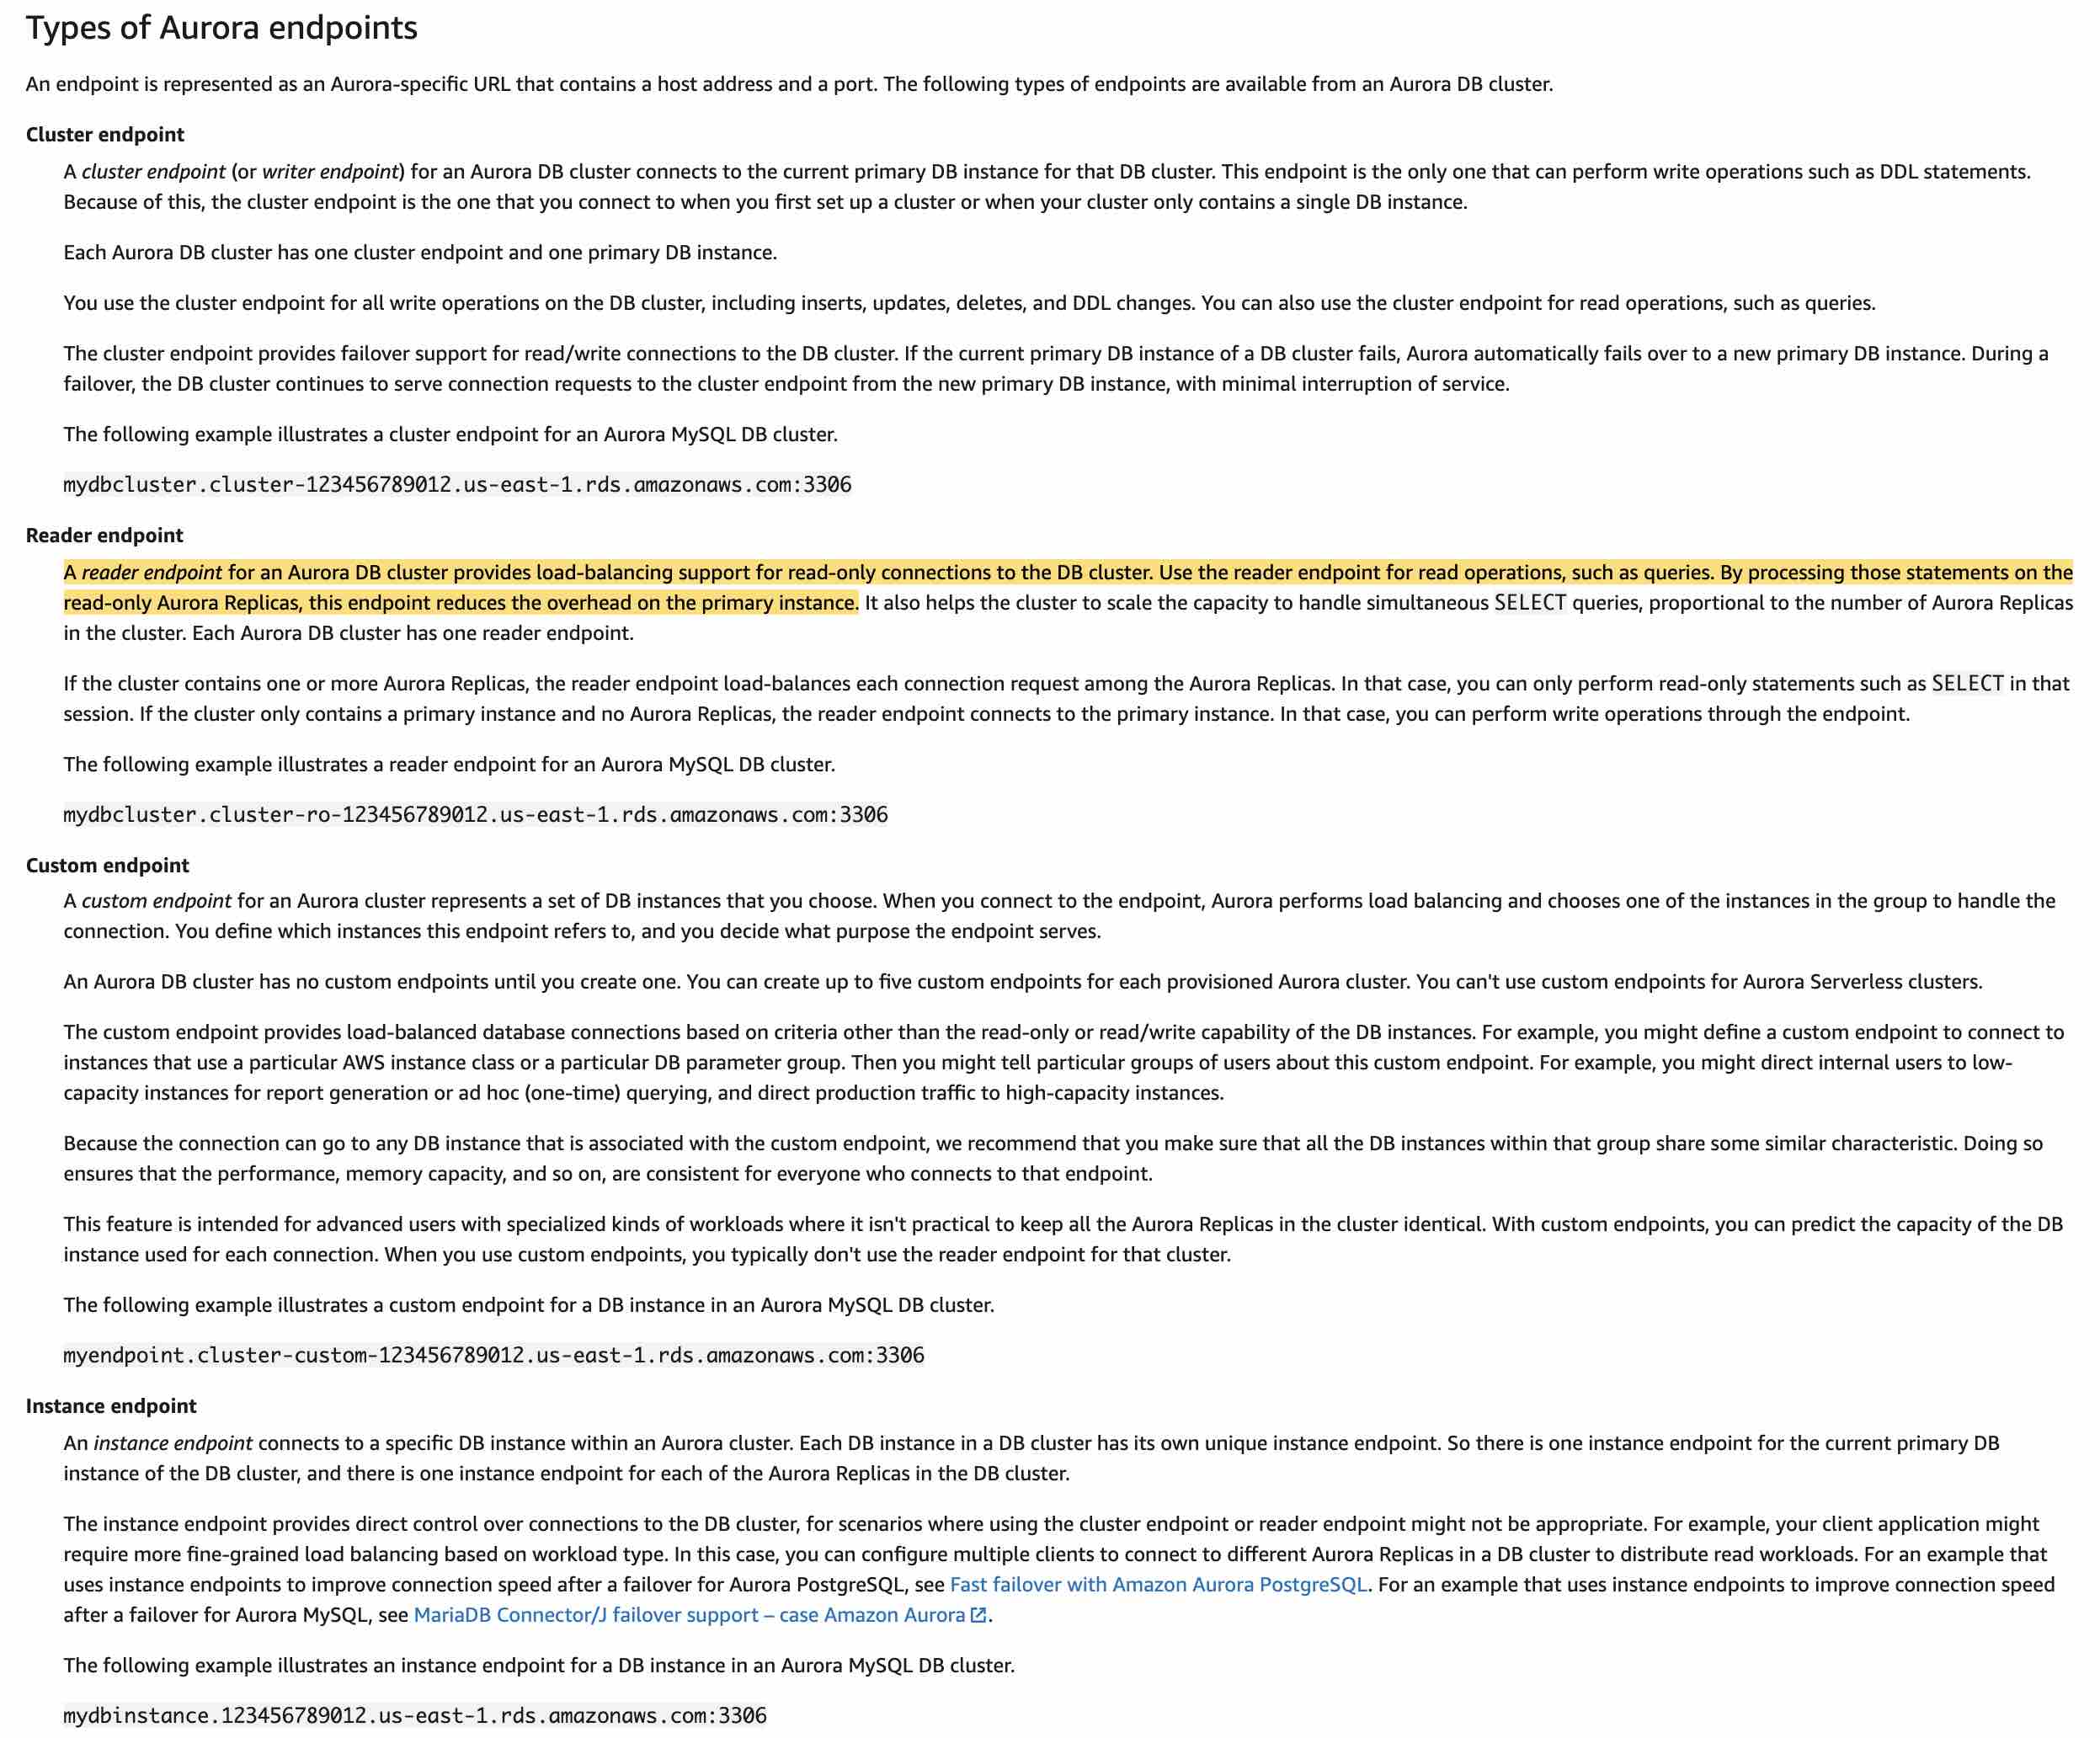 Types of Aurora endpoints
An endpoint is represented as an Aurora-specific URL that contains a host address and a port. The following types of endpoints are available from an Aurora DB cluster.
Cluster endpoint
A cluster endpoint (or writer endpoint) for an Aurora DB cluster connects to the current primary DB instance for that DB cluster. This endpoint is the only one that can perform write operations such as DDL statements.
Because of this, the cluster endpoint is the one that you connect to when you first set up a cluster or when your cluster only contains a single DB instance.
Each Aurora DB cluster has one cluster endpoint and one primary DB instance.
You use the cluster endpoint for all write operations on the DB cluster, including inserts, updates, deletes, and DDL changes. You can also use the cluster endpoint for read operations, such as queries.
The cluster endpoint provides failover support for read/write connections to the DB cluster. If the current primary DB instance of a DB cluster fails, Aurora automatically fails over to a new primary DB instance. During a
failover, the DB cluster continues to serve connection requests to the cluster endpoint from the new primary DB instance, with minimal interruption of service.
The following example illustrates a cluster endpoint for an Aurora MySQL DB cluster.
mydbcluster.cluster-123456789012.us-east-1.rds.amazonaws.com:3306
Reader endpoint
A reader endpoint for an Aurora DB cluster provides load-balancing support for read-only connections to the DB cluster. Use the reader endpoint for read operations, such as queries. By processing those statements on the
read-only Aurora Replicas, this endpoint reduces the overhead on the primary instance. It also helps the cluster to scale the capacity to handle simultaneous SELECT queries, proportional to the number of Aurora Replicas
in the cluster. Each Aurora DB cluster has one reader endpoint.
If the cluster contains one or more Aurora Replicas, the reader endpoint load-balances each connection request among the Aurora Replicas. In that case, you can only perform read-only statements such as SELECT in that
session. If the cluster only contains a primary instance and no Aurora Replicas, the reader endpoint connects to the primary instance. In that case, you can perform write operations through the endpoint.
The following example illustrates a reader endpoint for an Aurora MySQL DB cluster.
mydbcluster.cluster-ro-123456789012.us-east-1.rds.amazonaws.com:3306
Custom endpoint
A custom endpoint for an Aurora cluster represents a set of DB instances that you choose. When you connect to the endpoint, Aurora performs load balancing and chooses one of the instances in the group to handle the
connection. You define which instances this endpoint refers to, and you decide what purpose the endpoint serves.
An Aurora DB cluster has no custom endpoints until you create one. You can create up to five custom endpoints for each provisioned Aurora cluster. You can't use custom endpoints for Aurora Serverless clusters.
The custom endpoint provides load-balanced database connections based on criteria other than the read-only or read/write capability of the DB instances. For example, you might define a custom endpoint to connect to
instances that use a particular AWS instance class or a particular DB parameter group. Then you might tell particular groups of users about this custom endpoint. For example, you might direct internal users to low-
capacity instances for report generation or ad hoc (one-time) querying, and direct production traffic to high-capacity instances.
Because the connection can go to any DB instance that is associated with the custom endpoint, we recommend that you make sure that all the DB instances within that group share some similar characteristic. Doing so
ensures that the performance, memory capacity, and so on, are consistent for everyone who connects to that endpoint.
This feature is intended for advanced users with specialized kinds of workloads where it isn't practical to keep all the Aurora Replicas in the cluster identical. With custom endpoints, you can predict the capacity of the DB
instance used for each connection. When you use custom endpoints, you typically don't use the reader endpoint for that cluster.
The following example illustrates a custom endpoint for a DB instance in an Aurora MySQL DB cluster.
myendpoint.cluster-custom-123456789012.us-east-1.rds.amazonaws.com:3306
Instance endpoint
An instance endpoint connects to a specific DB instance within an Aurora cluster. Each DB instance in a DB cluster has its own unique instance endpoint. So there is one instance endpoint for the current primary DB
instance of the DB cluster, and there is one instance endpoint for each of the Aurora Replicas in the DB cluster.
The instance endpoint provides direct control over connections to the DB cluster, for scenarios where using the cluster endpoint or reader endpoint might not be appropriate. For example, your client application might
require more fine-grained load balancing based on workload type. In this case, you can configure multiple clients to connect to different Aurora Replicas in a DB cluster to distribute read workloads. For an example that
uses instance endpoints to improve connection speed after a failover for Aurora PostgreSQL, see Fast failover with Amazon Aurora PostgreSQL. For an example that uses instance endpoints to improve connection speed
after a failover for Aurora MySQL, see MariaDB Connector/J failover support – case Amazon Aurora.
The following example illustrates an instance endpoint for a DB instance in an Aurora MySQL DB cluster.
mydbinstance.123456789012.us-east-1.rds.amazonaws.com:3306